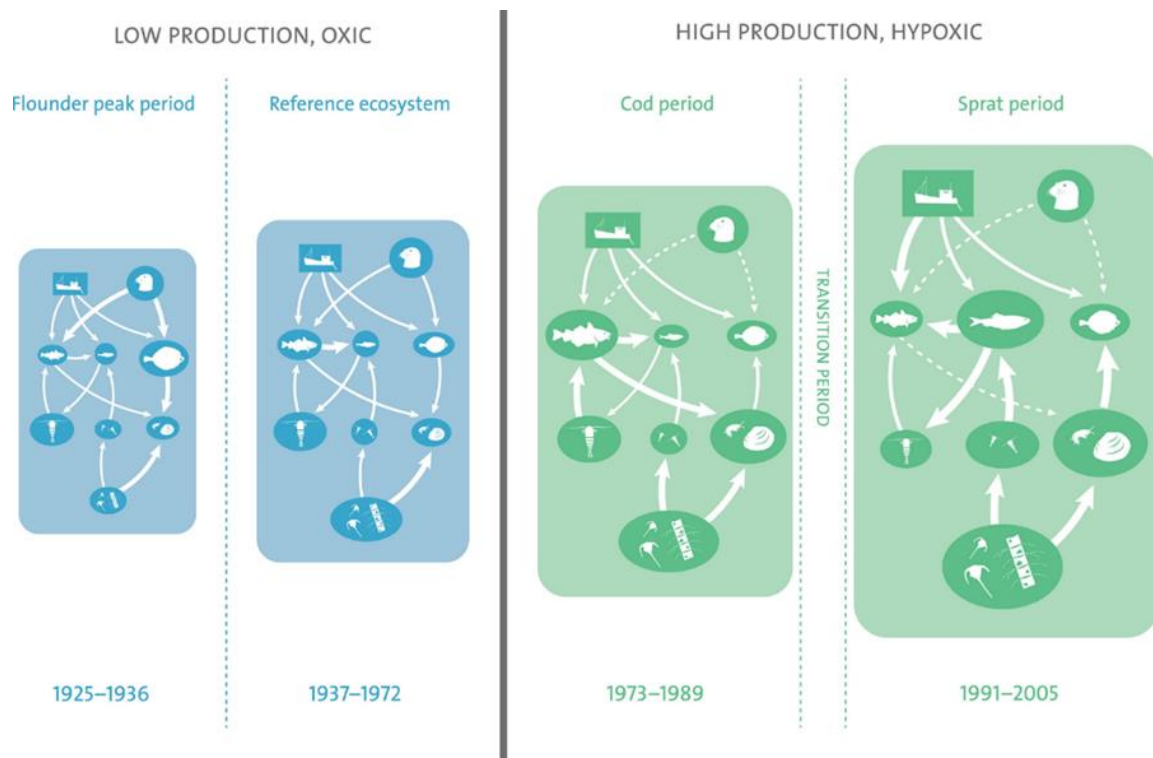 LOW PRODUCTION, OXIC
HIGH PRODUCTION, HYPOXIC
Flounder peak period
Reference ecosystem
Cod period
Sprat period
TRANSITION PERIOD
1925–1936
1937–1972
1973–1989
1991–2005